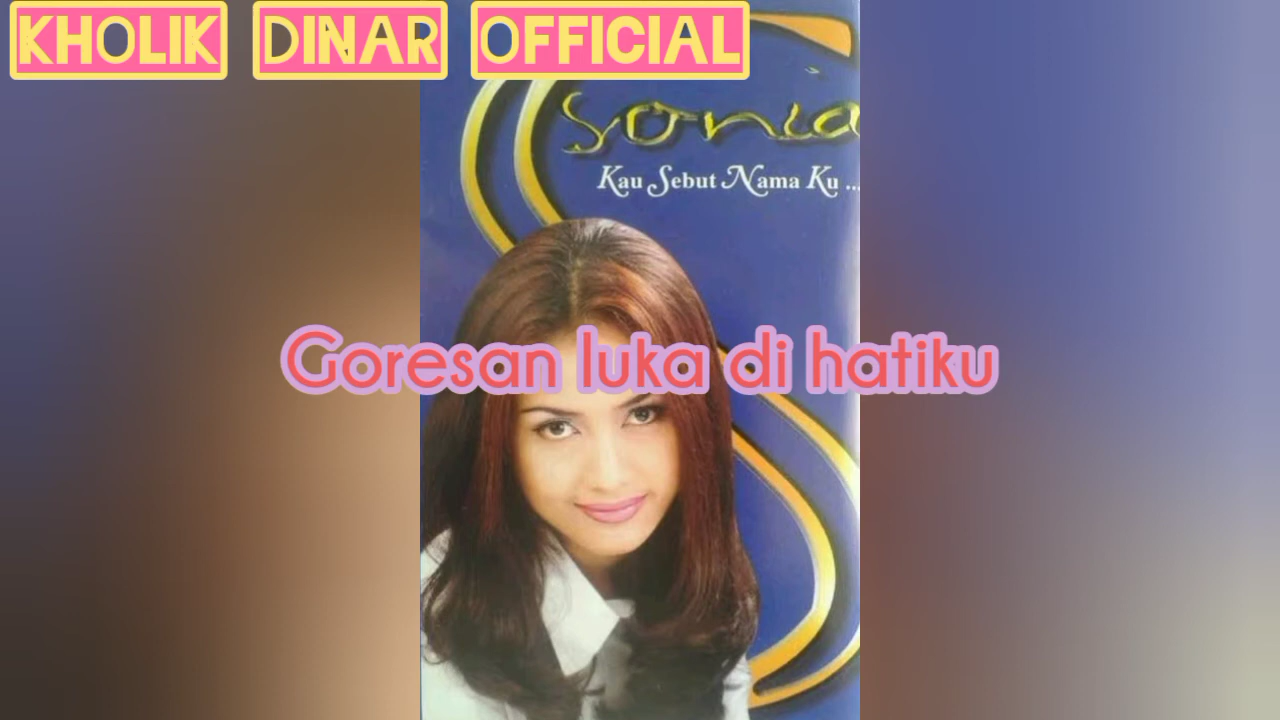 KHOLIK DINAR OFFICIAL
sonia
Kau Sebut Nama Ku ...
Goresan luka di hatiku